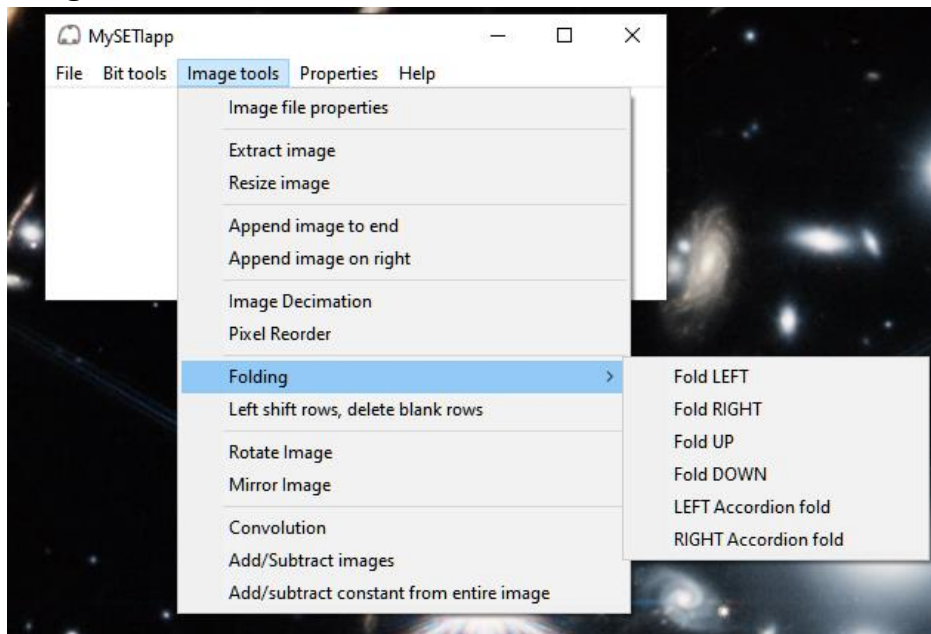 MySETIapp
File Bit tools Image tools Properties Help
Image file properties
Extract image
Resize image
Append image to end
Append image on right
Image Decimation
Pixel Reorder
Folding
Left shift rows, delete blank rows
Rotate Image
Mirror Image
Convolution
Add/Subtract images
Add/subtract constant from entire image
Fold LEFT
Fold RIGHT
Fold UP
Fold DOWN
LEFT Accordion fold
RIGHT Accordion fold